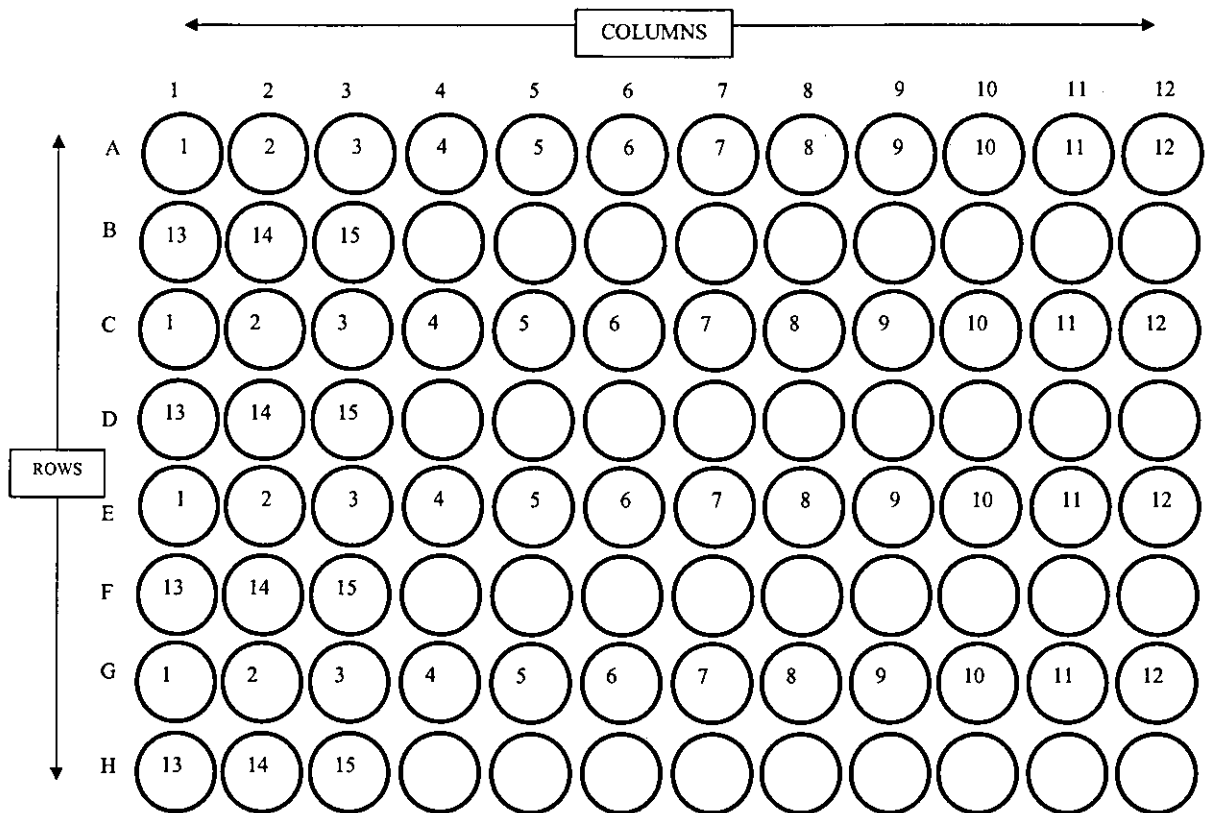 COLUMNS
1 2 3 4 5 6 7 8 9 10 11 12
A 1 2 3 4 5 6 7 8 9 10 11 12
B 13 14 15
C 1 2 3 4 5 6 7 8 9 10 11 12
D 13 14 15
ROWS
E 1 2 3 4 5 6 7 8 9 10 11 12
F 13 14 15
G 1 2 3 4 5 6 7 8 9 10 11 12
H 13 14 15